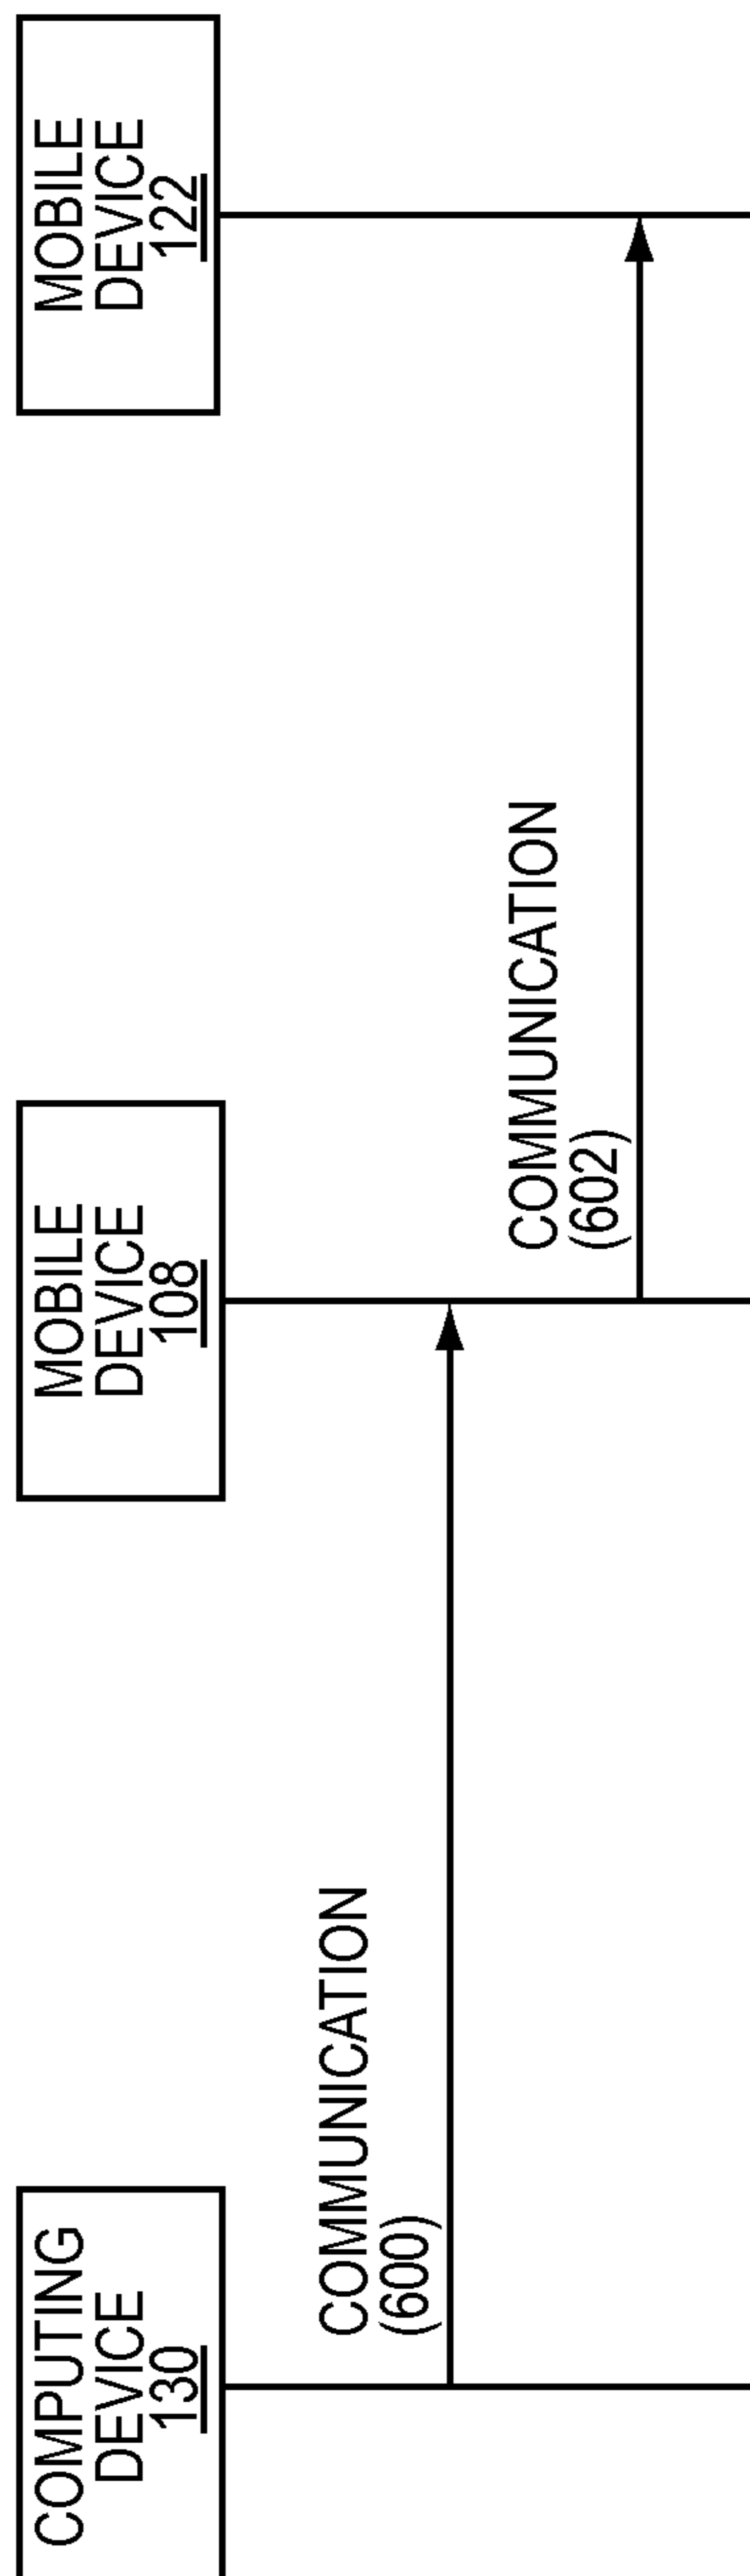 COMPUTING
DEVICE
130
MOBILE
DEVICE
108
MOBILE
DEVICE
122
COMMUNICATION
(600)
COMMUNICATION
(602)